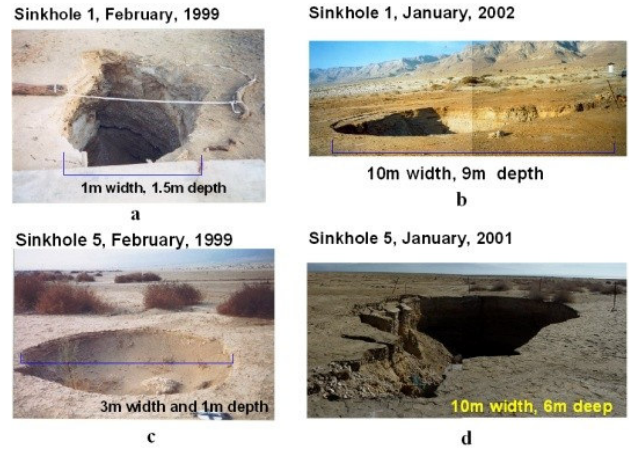 Sinkhole 1, February, 1999
1m width, 1.5m depth
a
Sinkhole 1, January, 2002
10m width, 9m  depth
b
Sinkhole 5, February, 1999
3m width and 1m depth
c
Sinkhole 5, January, 2001
10m width, 6m deep
d